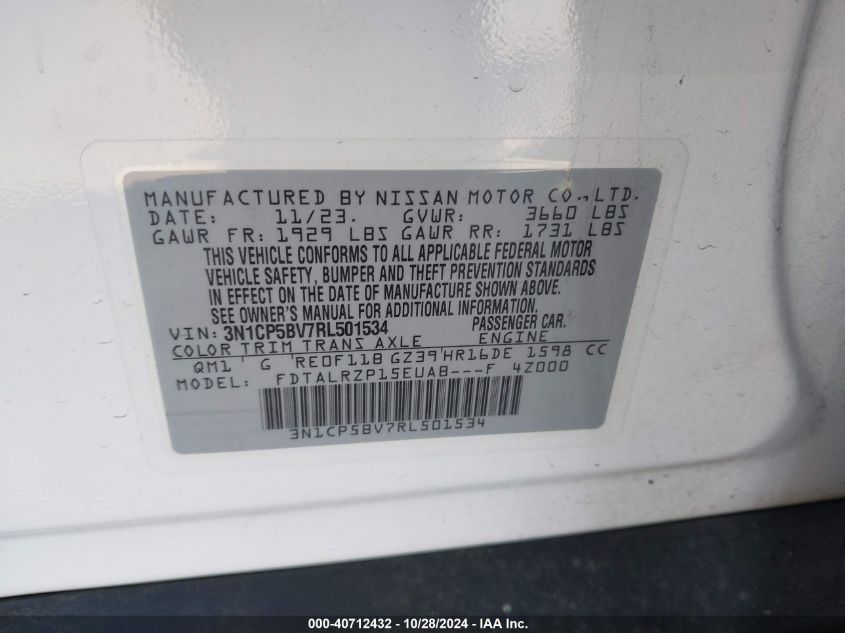 MANUFACTURED BY NISSAN MOTOR CO., LTD.
DATE: 11/23. GVWR: 3660 LBS
GAWR FR: 1929 LBS GAWR RR: 1731 LBS
THIS VEHICLE CONFORMS TO ALL APPLICABLE FEDERAL MOTOR
VEHICLE SAFETY, BUMPER AND THEFT PREVENTION STANDARDS
IN EFFECT ON THE DATE OF MANUFACTURE SHOWN ABOVE.
SEE OWNER'S MANUAL FOR ADDITIONAL INFORMATION.
VIN: 3N1CP5BV7RL501534 PASSENGER CAR.
COLOR TRIM TRANS AXLE ENGINE
QM1 G RE0F11B GZ39 HR16DE 1598 CC
MODEL: FDTALRZP15EUAB---F 4Z000
3N1CP5BV7RL501534
000-40712432 - 10/28/2024 - IAA Inc.